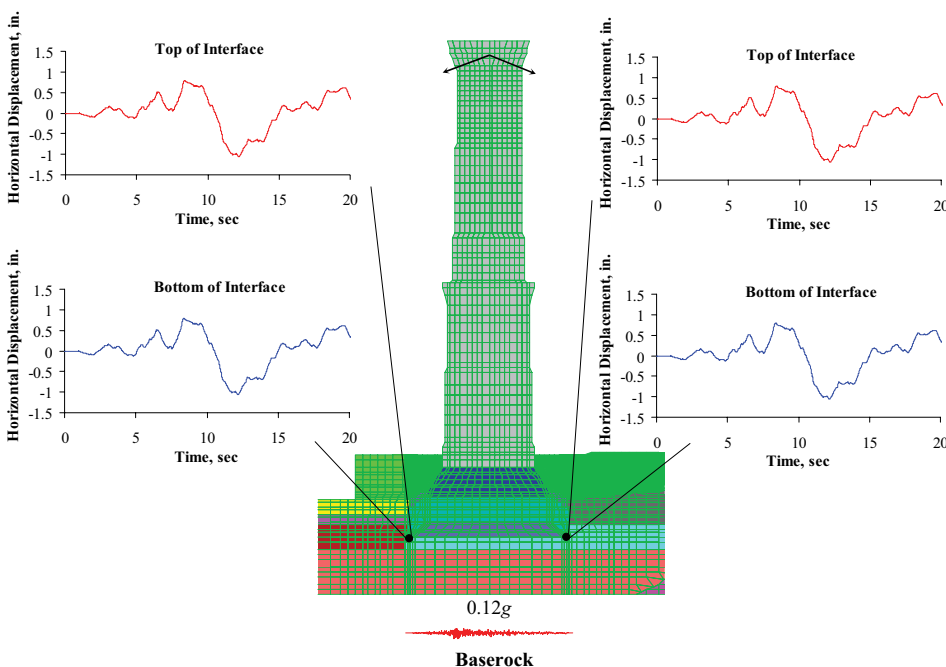 Top of Interface
Horizontal Displacement, in.
1.5
1
0.5
0
-0.5
-1
-1.5
0 5 10 15 20
Time, sec
Bottom of Interface
Horizontal Displacement, in.
1.5
1
0.5
0
-0.5
-1
-1.5
0 5 10 15 20
Time, sec
Top of Interface
Horizontal Displacement, in.
1.5
1
0.5
0
-0.5
-1
-1.5
0 5 10 15 20
Time, sec
Bottom of Interface
Horizontal Displacement, in.
1.5
1
0.5
0
-0.5
-1
-1.5
0 5 10 15 20
Time, sec
0.12g
Baserock